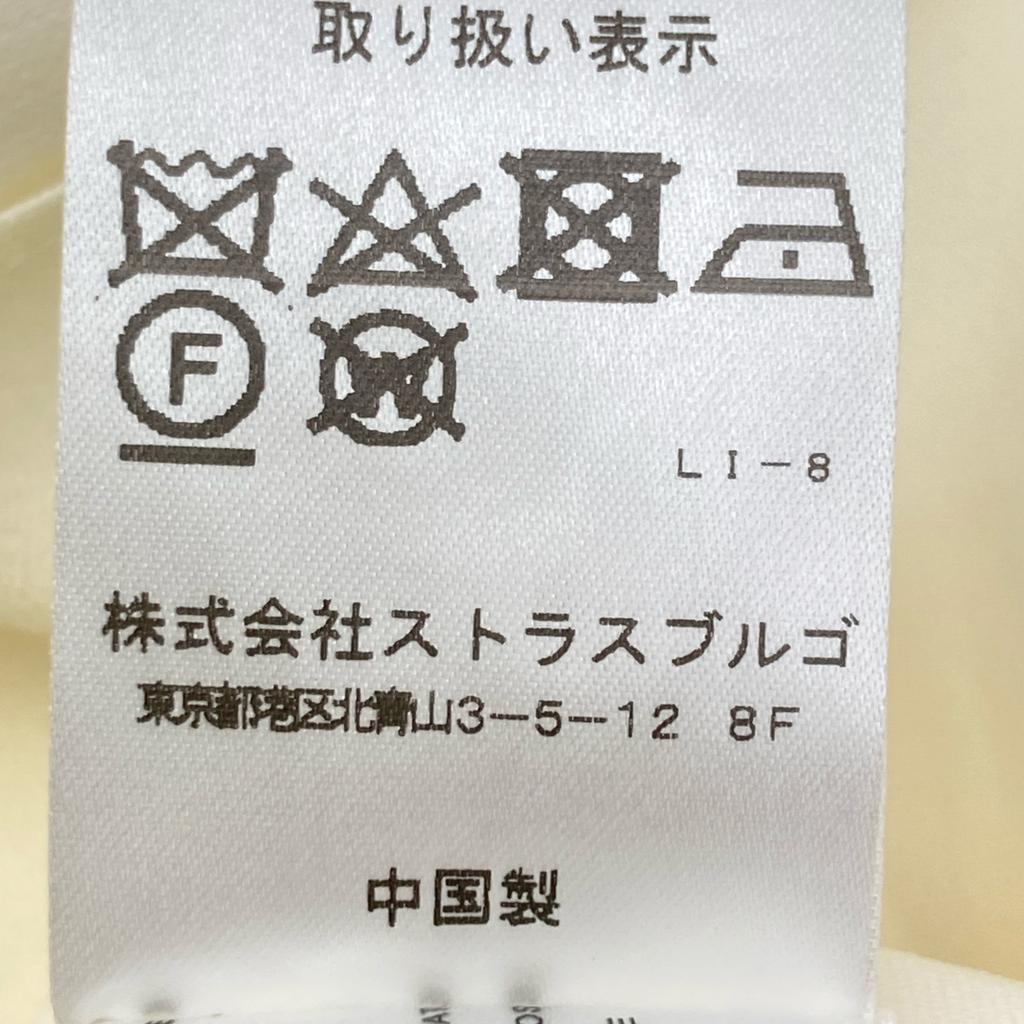 取り扱い表示
F W
LI-8
株式会社ストラスブルゴ
東京都港区北青山3-5-12 8F
中国製